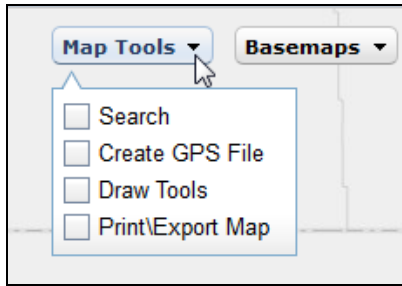 Map Tools Basemaps
Search
Create GPS File
Draw Tools
Print\Export Map